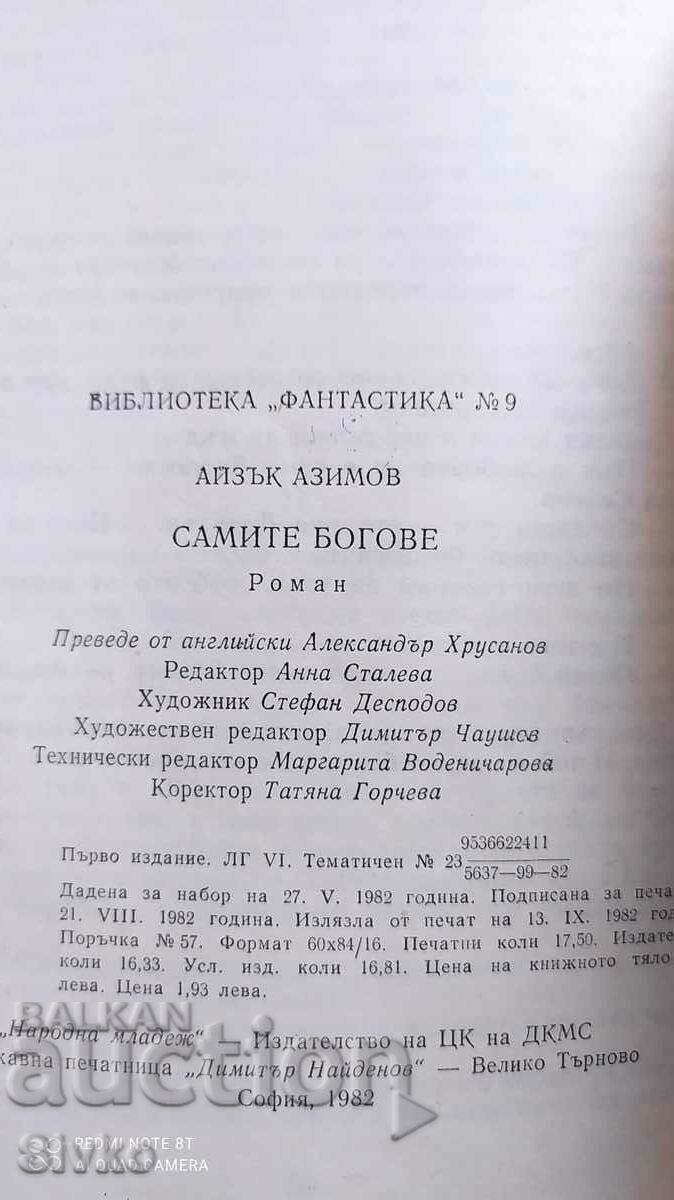 БИБЛИОТЕКА „ФАНТАСТИКА“ № 9
АЙЗЪК АЗИМОВ
САМИТЕ БОГОВЕ
Роман
Преведе от английски Александър Хрусанов
Редактор Анна Сталева
Художник Стефан Десподов
Художествен редактор Димитър Чаушов
Технически редактор Маргарита Воденичарова
Коректор Татяна Горчева
Първо издание. ЛГ VI. Тематичен № 23 9536622411
5637—99—82
Дадена за набор на 27. V. 1982 година. Подписана за печа
21. VIII. 1982 година. Излязла от печат на 13. IX. 1982 год
Поръчка № 57. Формат 60x84/16. Печатни коли 17,50. Издате
коли 16,33. Усл. изд. коли 16,81. Цена на книжното тяло
лева. Цена 1,93 лева.
„Народна младеж“ — Издателство на ЦК на ДКМС
жавна печатница „Димитър Найденов“ — Велико Търново
София, 1982
BALKAN
auction
REDMI NOTE 8T
AI QUAD CAMERA
Sivko